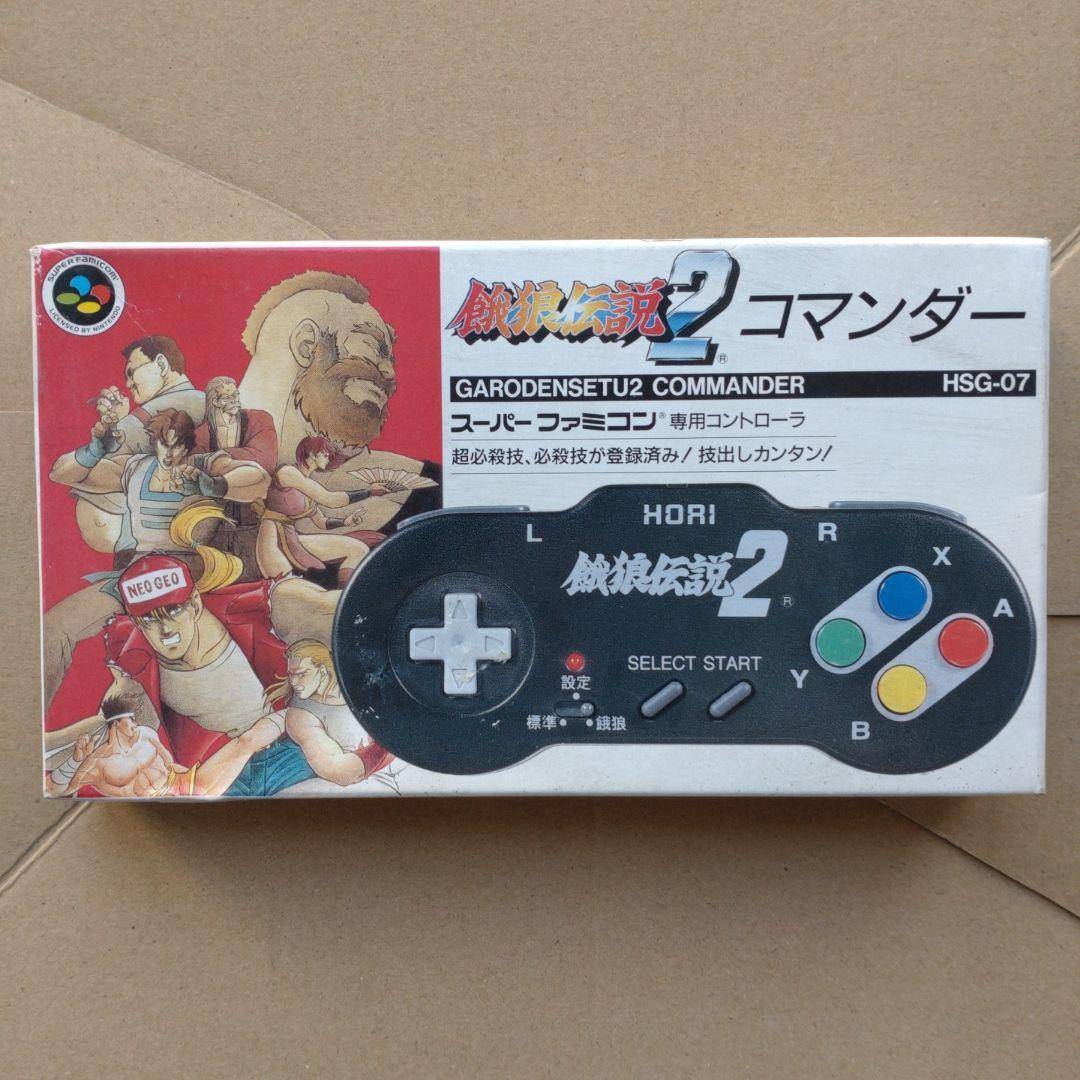 SUPER FAMICOM
LICENSED BY NINTENDO
餓狼伝説2® コマンダー
GARODENSETU2 COMMANDER HSG-07
スーパーファミコン® 専用コントローラ
超必殺技、必殺技が登録済み!技出しカンタン!
NEO GEO
L HORI R
餓狼伝説2®
X
A
Y
B
SELECT START
設定
標準 餓狼